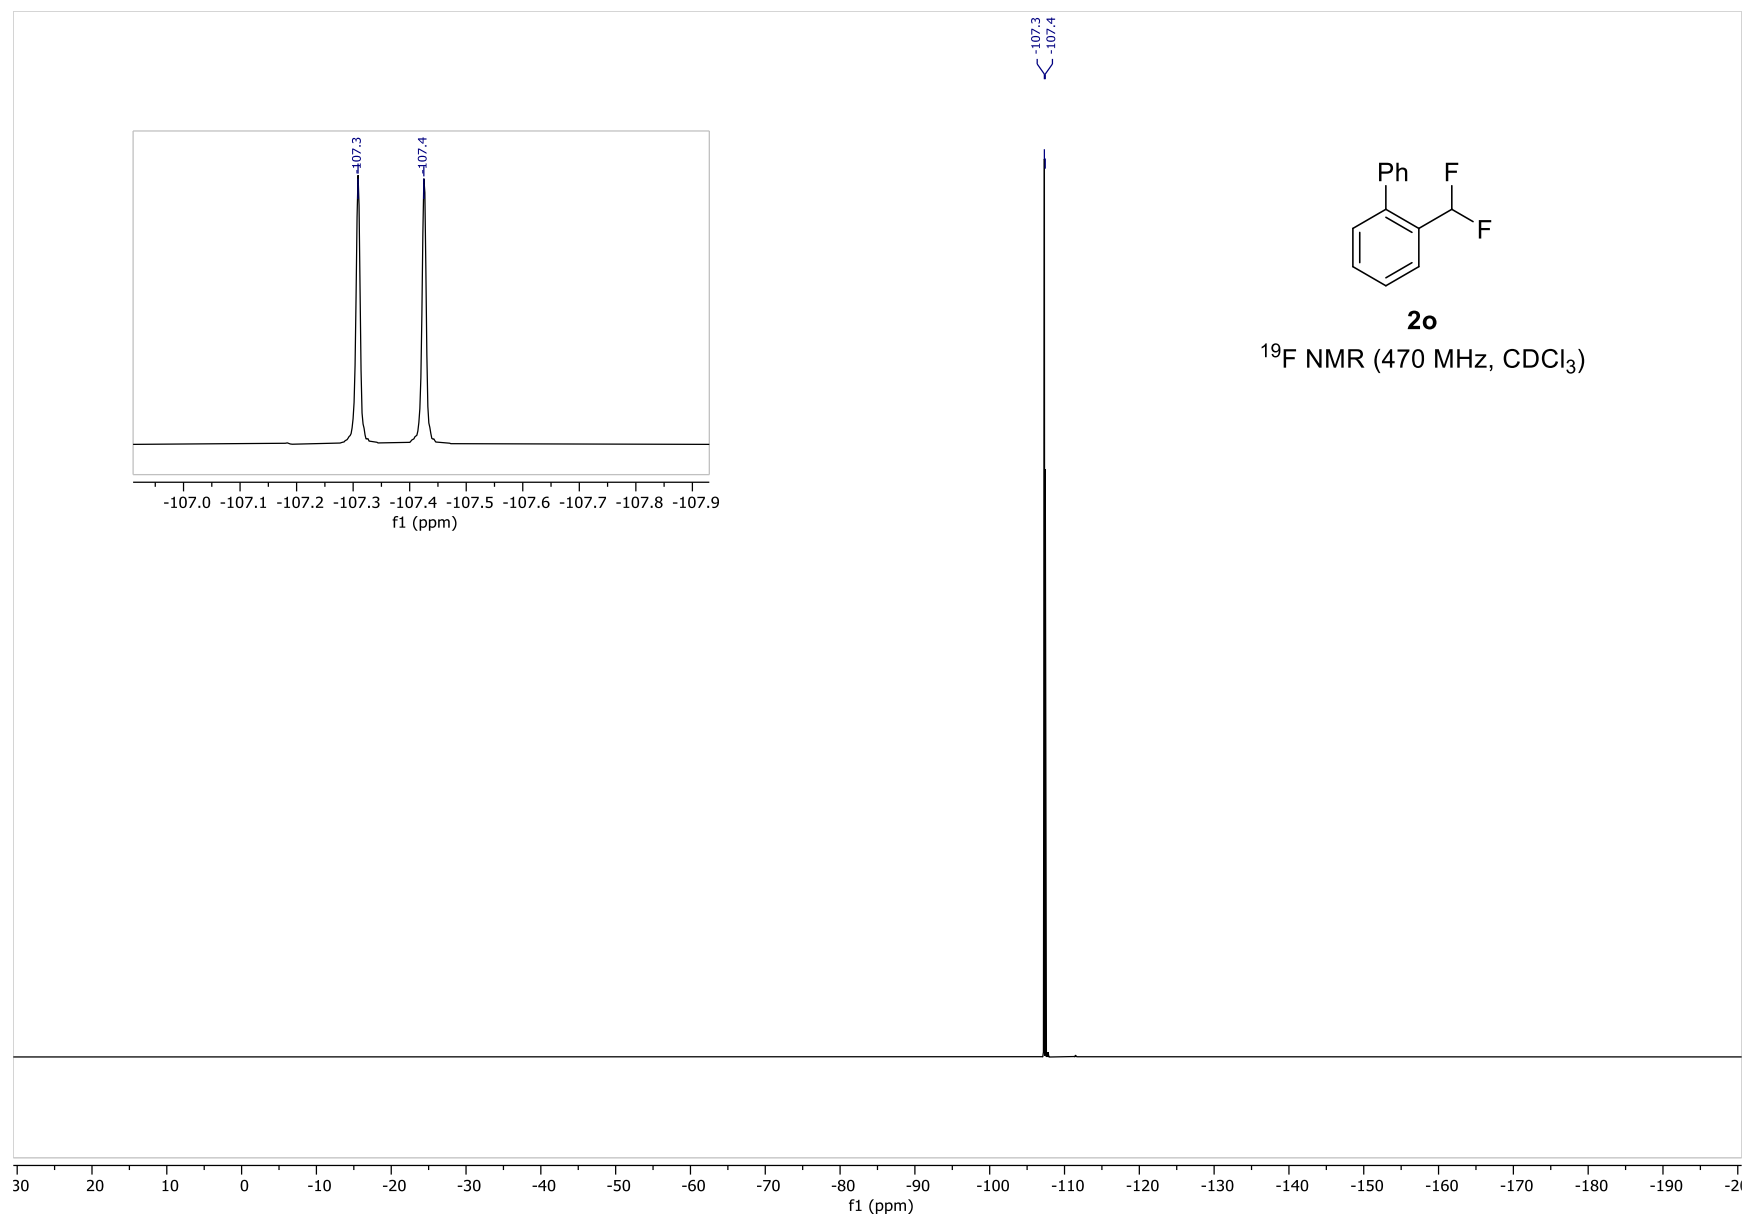 -107.3
-107.4
-107.3
-107.4
Ph
F
F
2o
¹⁹F NMR (470 MHz, CDCl₃)
-107.0 -107.1 -107.2 -107.3 -107.4 -107.5 -107.6 -107.7 -107.8 -107.9
f1 (ppm)
30 20 10 0 -10 -20 -30 -40 -50 -60 -70 -80 -90 -100 -110 -120 -130 -140 -150 -160 -170 -180 -190
f1 (ppm)